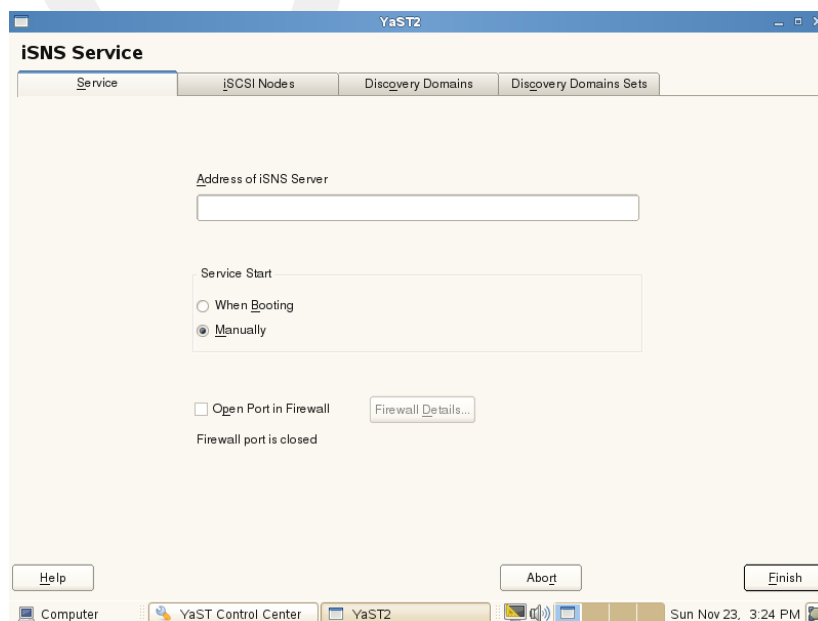 YaST2
iSNS Service
Service
iSCSI Nodes
Discovery Domains
Discovery Domains Sets
Address of iSNS Server
Service Start
When Booting
Manually
Open Port in Firewall
Firewall Details...
Firewall port is closed
Help
Abort
Finish
Computer
YaST Control Center
YaST2
Sun Nov 23, 3:24 PM